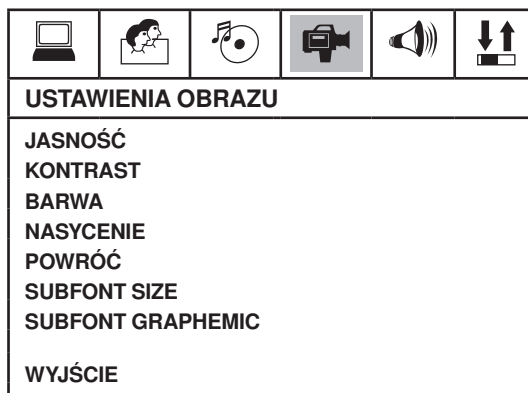 USTAWIENIA OBRAZU
JASNOŚĆ
KONTRAST
BARWA
NASYCENIE
POWRÓĆ
SUBFONT SIZE
SUBFONT GRAPHEMIC
WYJŚCIE